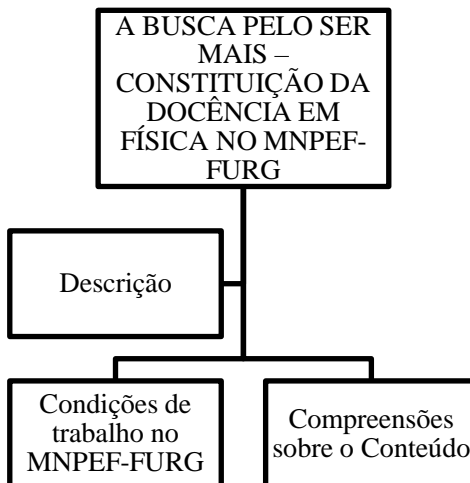 A BUSCA PELO SER
MAIS –
CONSTITUIÇÃO DA
DOCÊNCIA EM
FÍSICA NO MNPEF-
FURG
Descrição
Condições de
trabalho no
MNPEF-FURG
Compreensões
sobre o Conteúdo